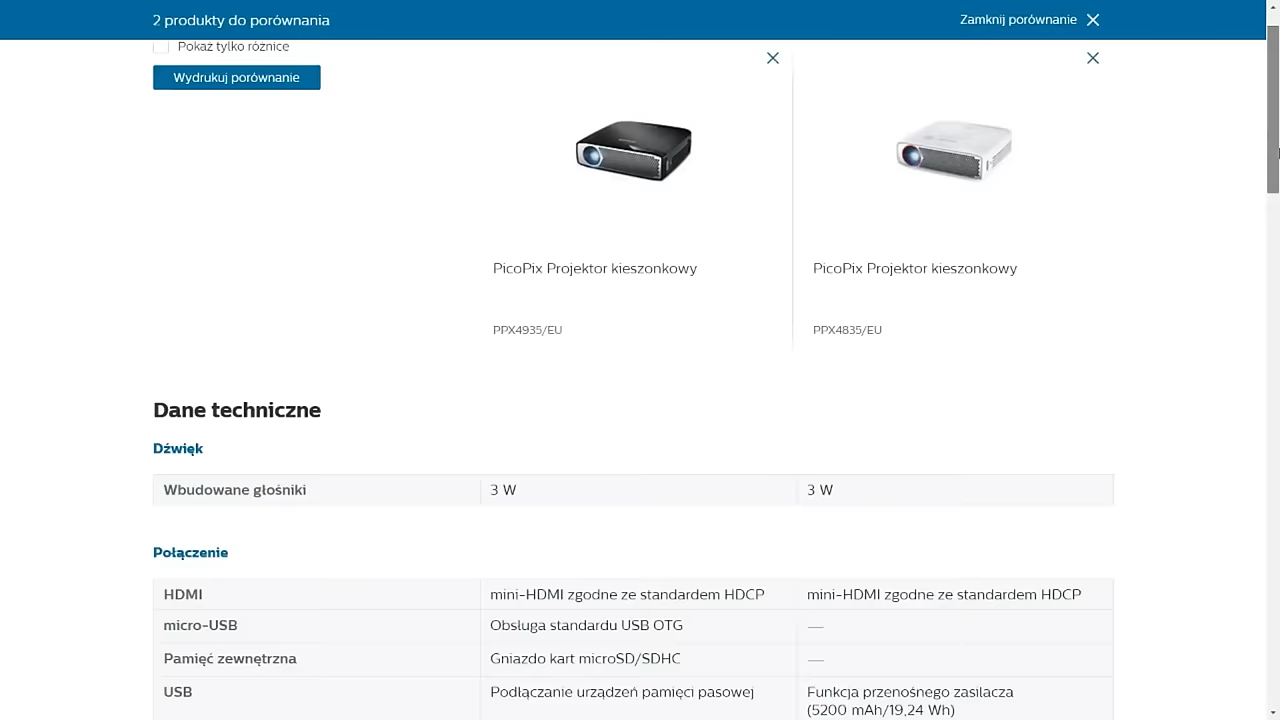 2 produkty do porównania
Zamknij porównanie
Pokaż tylko różnice
Wydrukuj porównanie
PicoPix Projektor kieszonkowy
PicoPix Projektor kieszonkowy
PPX4935/EU
PPX4835/EU
Dane techniczne
Dźwięk
Wbudowane głośniki 3 W 3 W
Połączenie
HDMI mini-HDMI zgodne ze standardem HDCP mini-HDMI zgodne ze standardem HDCP
micro-USB Obsługa standardu USB OTG —
Pamięć zewnętrzna Gniazdo kart microSD/SDHC —
USB Podłączanie urządzeń pamięci pasowej Funkcja przenośnego zasilacza
(5200 mAh/19,24 Wh)